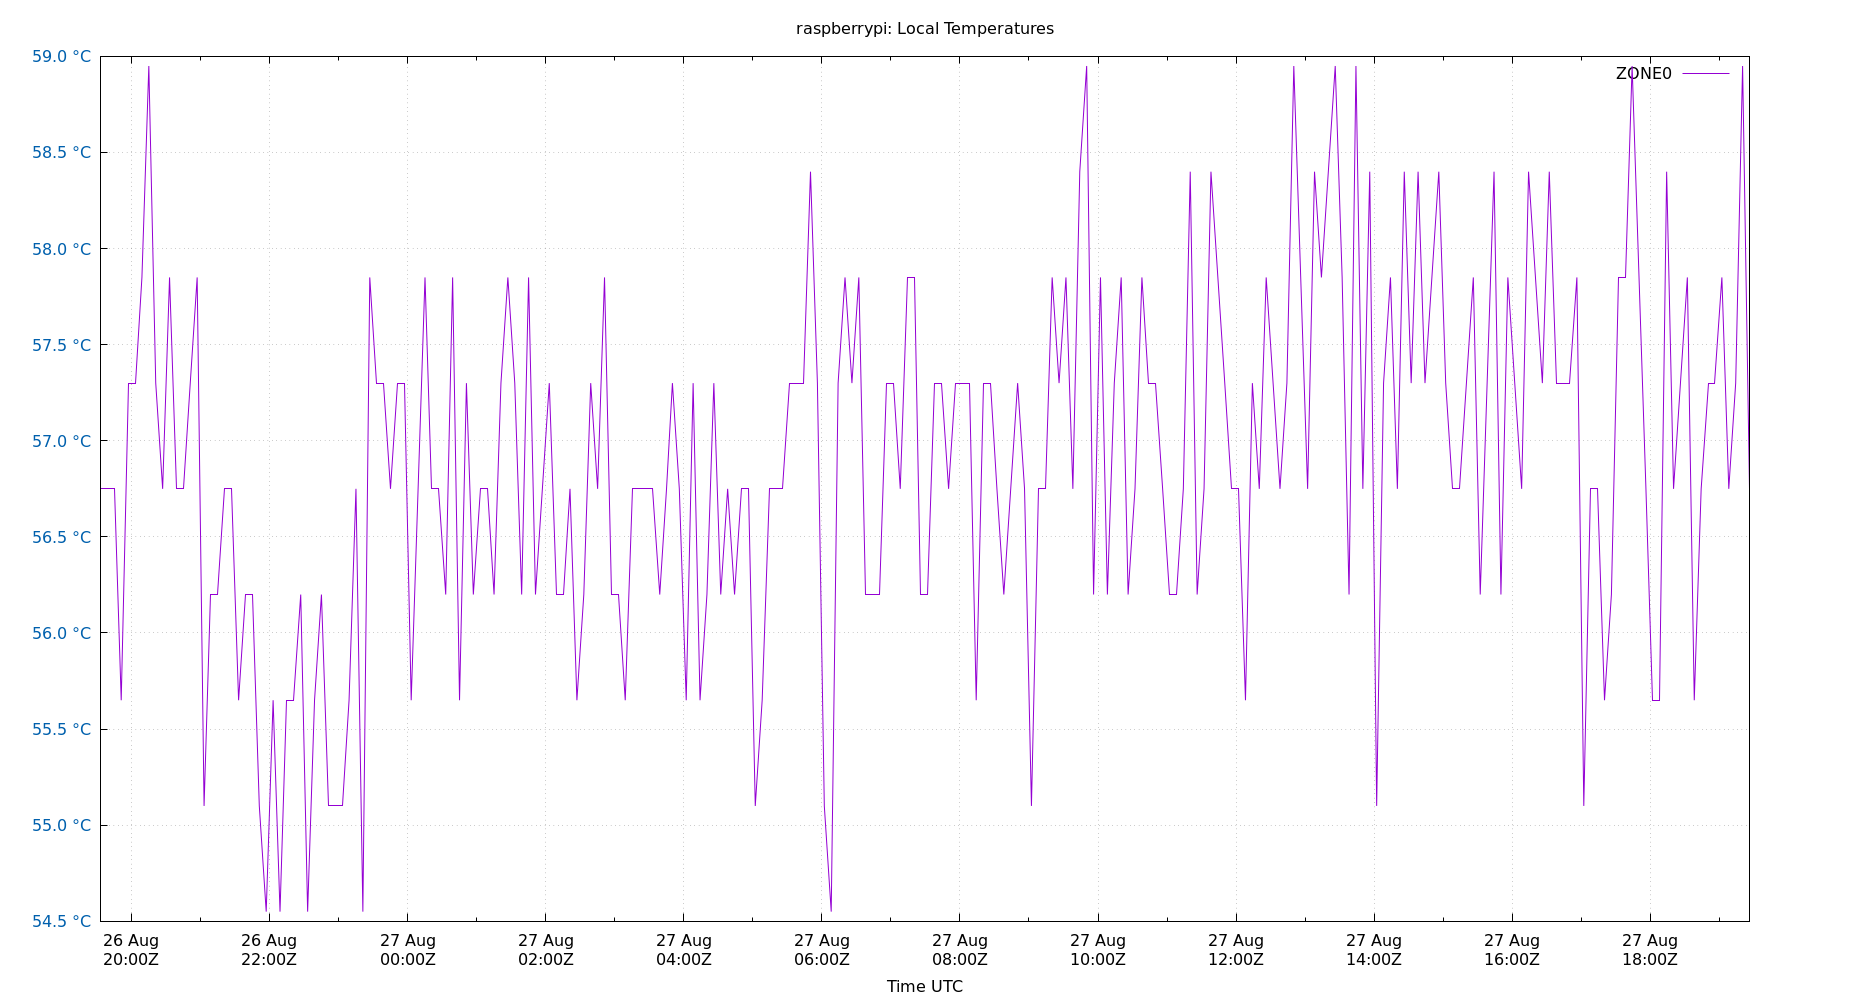 raspberrypi: Local Temperatures
59.0 °C
58.5 °C
58.0 °C
57.5 °C
57.0 °C
56.5 °C
56.0 °C
55.5 °C
55.0 °C
54.5 °C
ZONE0
26 Aug 26 Aug 27 Aug 27 Aug 27 Aug 27 Aug 27 Aug 27 Aug 27 Aug 27 Aug 27 Aug 27 Aug
20:00Z 22:00Z 00:00Z 02:00Z 04:00Z 06:00Z 08:00Z 10:00Z 12:00Z 14:00Z 16:00Z 18:00Z
Time UTC